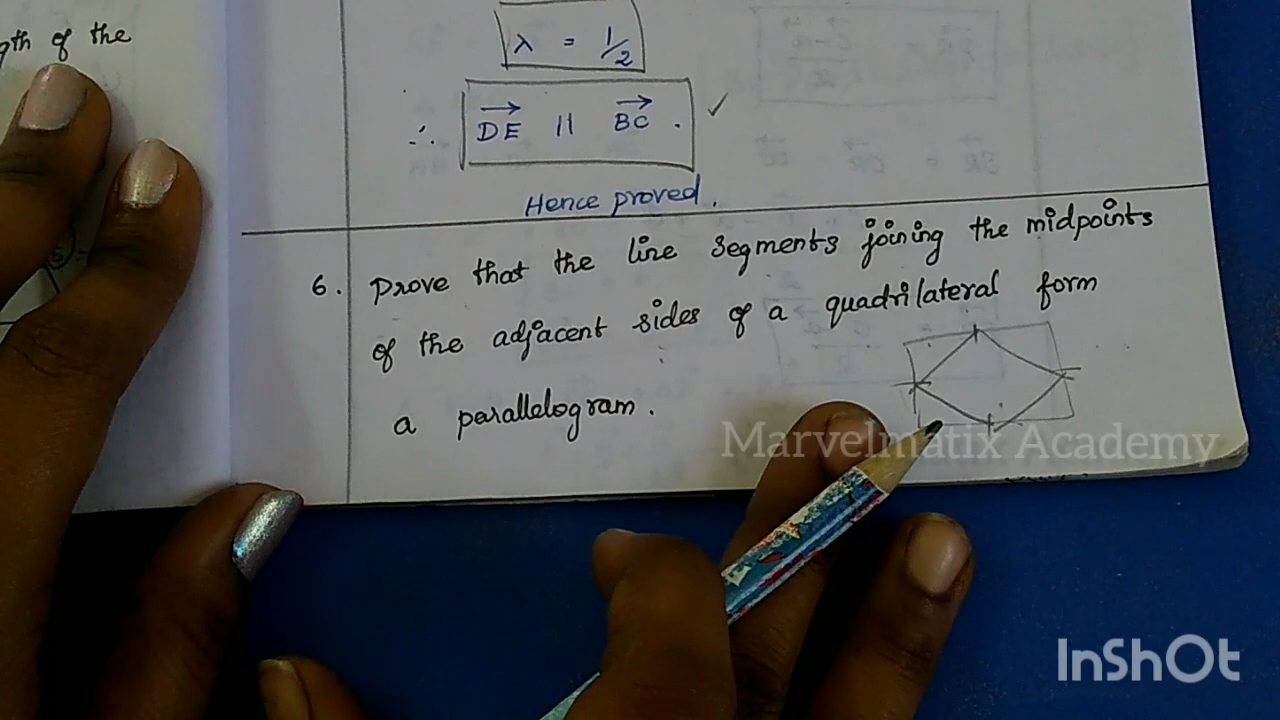 gth of the
λ = 1/2
∴ DE || BC .
Hence proved.
6. Prove that the line segments joining the midpoints
of the adjacent sides of a quadrilateral form
a parallelogram.
Marvelmatix Academy
InShOt